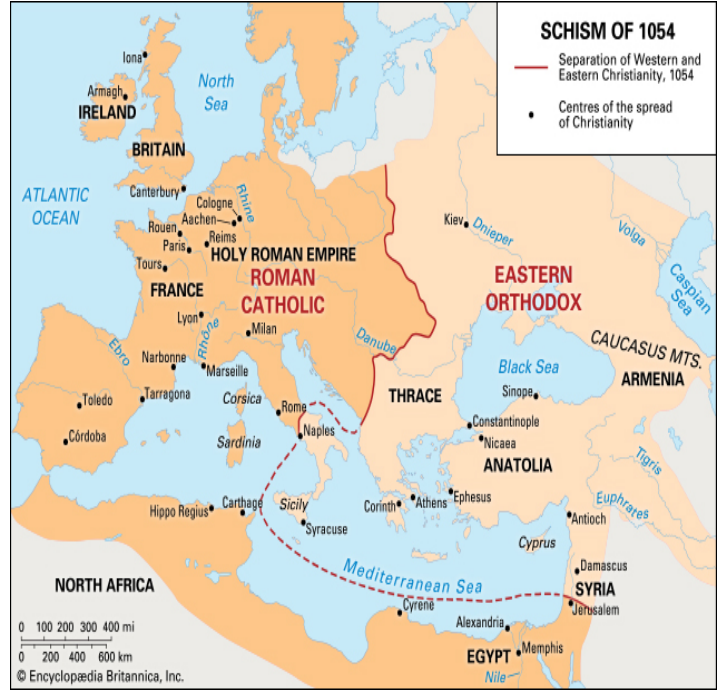 SCHISM OF 1054
Separation of Western and
Eastern Christianity, 1054
Centres of the spread
of Christianity
Iona
North
Sea
Armagh
IRELAND
BRITAIN
ATLANTIC
OCEAN
Canterbury
Cologne
Rhine
Aachen
Rouen
Reims
Paris
HOLY ROMAN EMPIRE
Tours
ROMAN
CATHOLIC
FRANCE
Lyon
Milan
Kiev
Dnieper
Volga
Caspian
Sea
EASTERN
ORTHODOX
Danube
CAUCASUS MTS.
ARMENIA
Black Sea
Sinope
THRACE
Ebro
Rhône
Narbonne
Marseille
Toledo
Tarragona
Corsica
Rome
Córdoba
Sardinia
Naples
Constantinople
Nicaea
ANATOLIA
Tigris
Euphrates
Hippo Regius
Carthage
Sicily
Syracuse
Corinth
Athens
Ephesus
Antioch
Cyprus
Damascus
SYRIA
Jerusalem
Mediterranean Sea
NORTH AFRICA
Cyrene
Alexandria
EGYPT
Memphis
Nile
0 100 200 300 400 mi
0 200 400 600 km
© Encyclopædia Britannica, Inc.